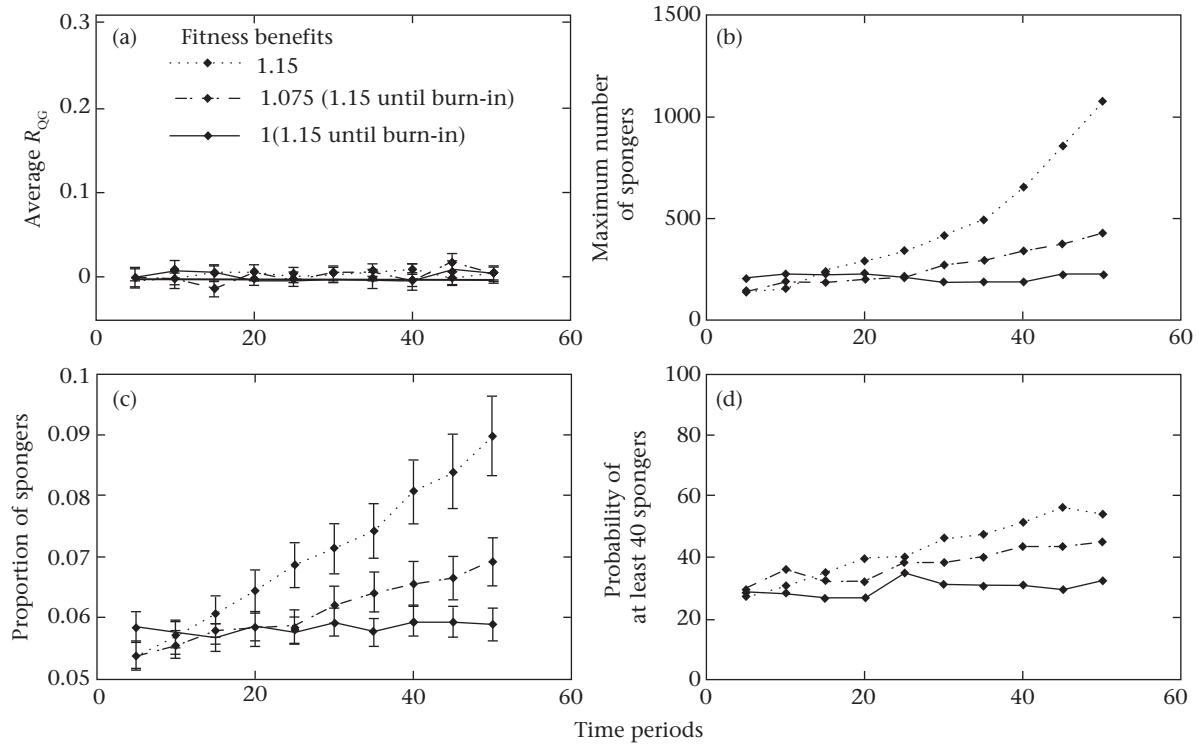 0.3
0.2
0.1
0
0
20
40
60
Average R_QG
(a)
Fitness benefits
1.15
1.075 (1.15 until burn-in)
1(1.15 until burn-in)
1500
1000
500
0
0
20
40
60
Maximum number
of spongers
(b)
0.1
0.09
0.08
0.07
0.06
0.05
0
20
40
60
Proportion of spongers
(c)
100
80
60
40
20
0
0
20
40
60
Probability of
at least 40 spongers
(d)
Time periods